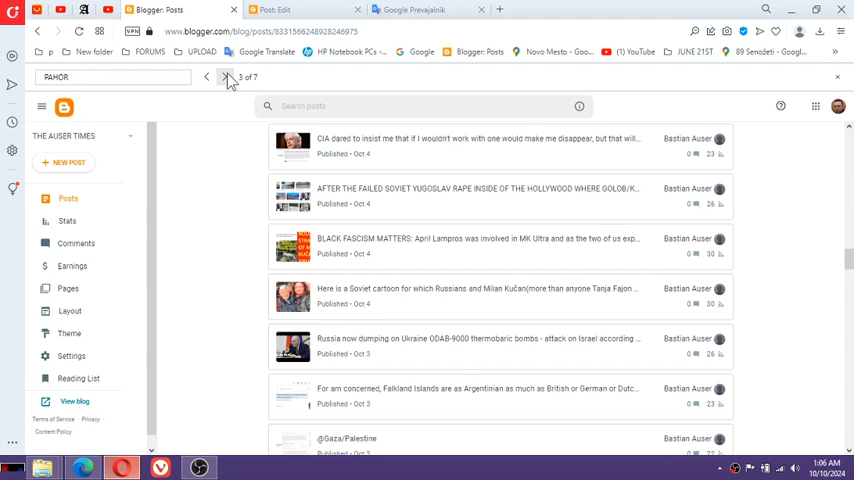 Blogger: Posts
Post: Edit
Google Prevajalnik
VPN
www.blogger.com/blog/posts/8331566248928246975
p
New folder
FORUMS
UPLOAD
Google Translate
HP Notebook PCs -...
Google
Blogger: Posts
Novo Mesto - Googl...
(1) YouTube
JUNE 21ST
89 Senožeti - Googl...
PAHOR
3 of 7
Search posts
THE AUSER TIMES
NEW POST
Posts
Stats
Comments
Earnings
Pages
Layout
Theme
Settings
Reading List
View blog
Terms of Service · Privacy ·
Content Policy
CIA dared to insist me that if I wouldn't work with one would make me disappear, but that will...
Bastian Auser
Published • Oct 4
0 23
AFTER THE FAILED SOVIET YUGOSLAV RAPE INSIDE OF THE HOLLYWOOD WHERE GOLOB/K...
Bastian Auser
Published • Oct 4
0 26
BLACK FASCISM MATTERS: April Lampros was involved in MK Ultra and as the two of us exp...
Bastian Auser
Published • Oct 4
0 30
Here is a Soviet cartoon for which Russians and Milan Kučan(more than anyone Tanja Fajon ...
Bastian Auser
Published • Oct 4
0 30
Russia now dumping on Ukraine ODAB-9000 thermobaric bombs - attack on Israel according ...
Bastian Auser
Published • Oct 3
0 26
For am concerned, Falkland Islands are as Argentinian as much as British or German or Dutc...
Bastian Auser
Published • Oct 3
0 23
@Gaza/Palestine
Bastian Auser
Published • Oct 3
1:06 AM
10/10/2024